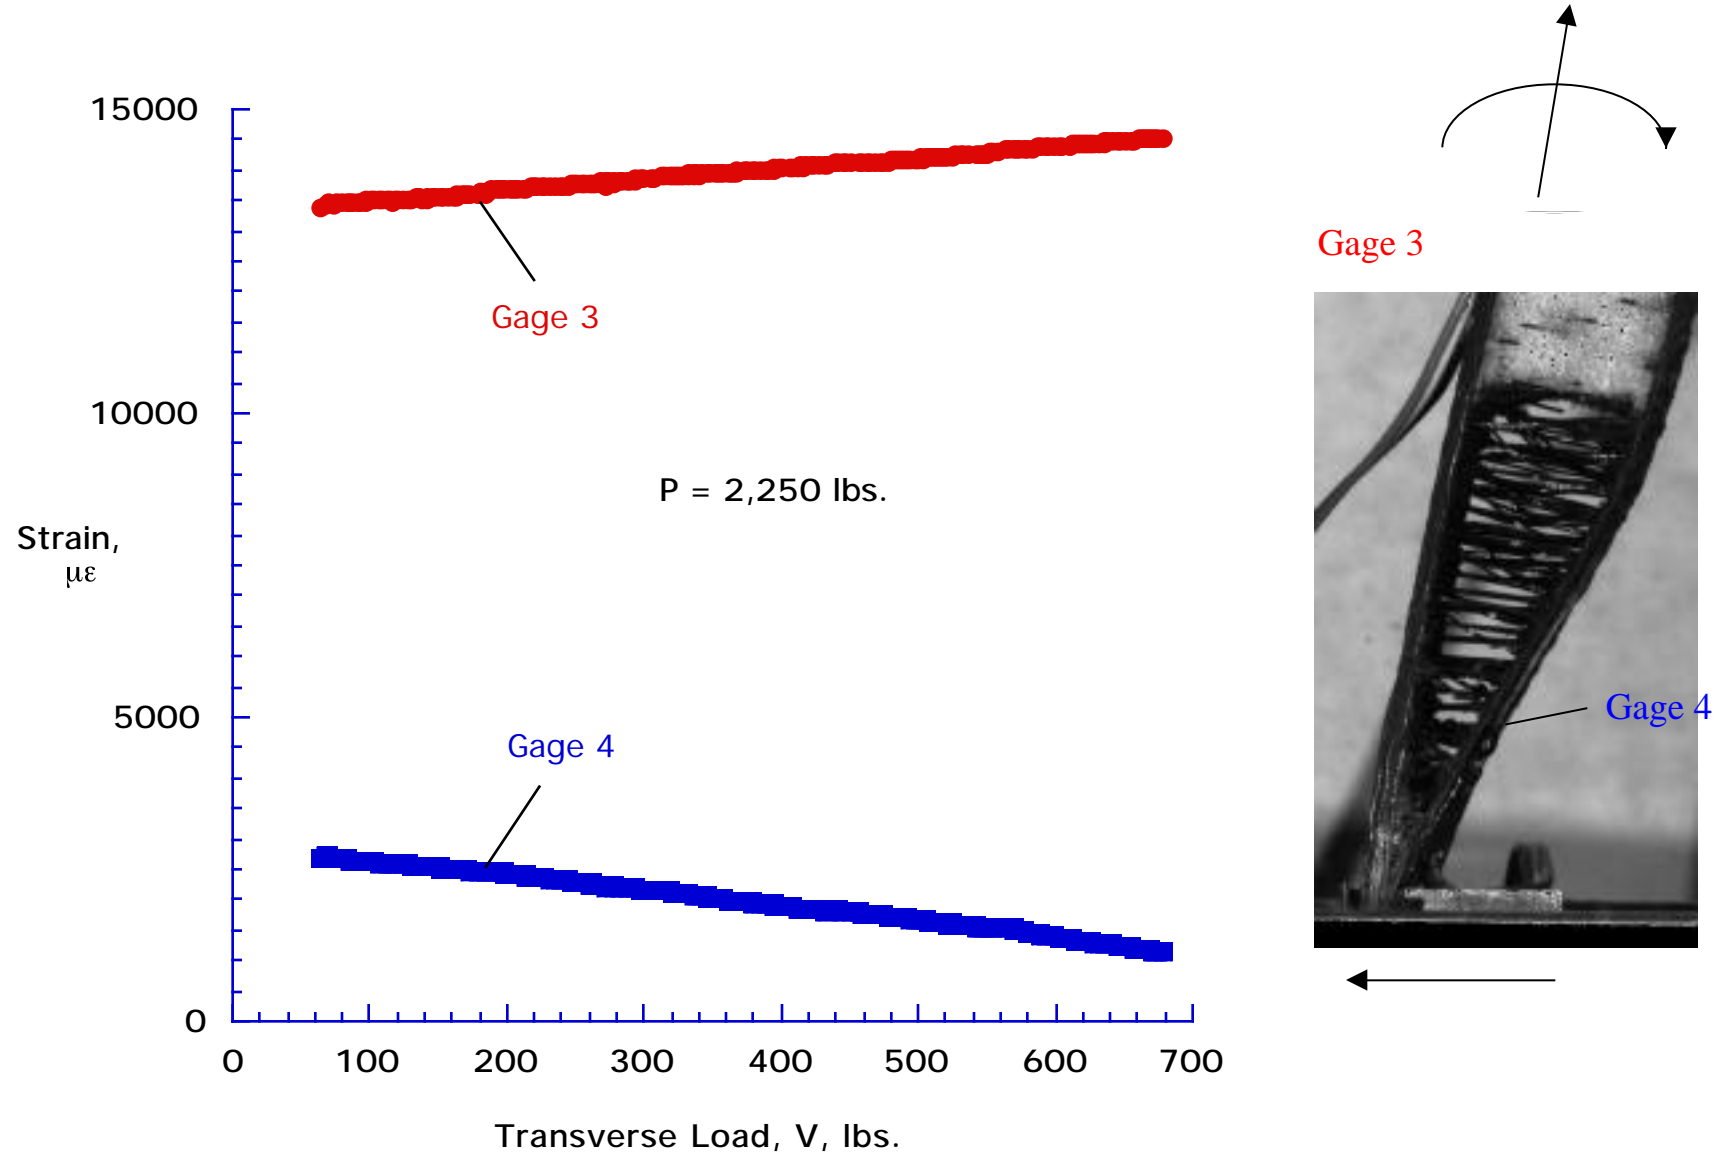 15000
10000
5000
0
Strain,
με
Gage 3
P = 2,250 lbs.
Gage 4
0 100 200 300 400 500 600 700
Transverse Load, V, lbs.
Gage 3
Gage 4